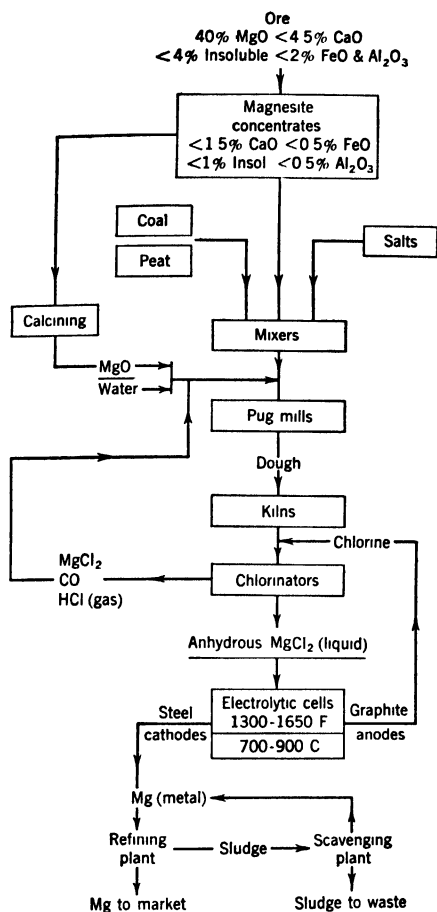 Ore
40% MgO <4 5% CaO
<4% Insoluble <2% FeO & Al₂O₃
Magnesite
concentrates
<1 5% CaO <0 5% FeO
<1% Insol <0 5% Al₂O₃
Coal
Peat
Salts
Calcining
Mixers
MgO
Water
Pug mills
Dough
Kilns
Chlorine
MgCl₂
CO
HCl (gas)
Chlorinators
Anhydrous MgCl₂ (liquid)
Steel
cathodes
Electrolytic cells
1300-1650 F
700-900 C
Graphite
anodes
Mg (metal)
Refining
plant
Sludge
Scavenging
plant
Mg to market
Sludge to waste